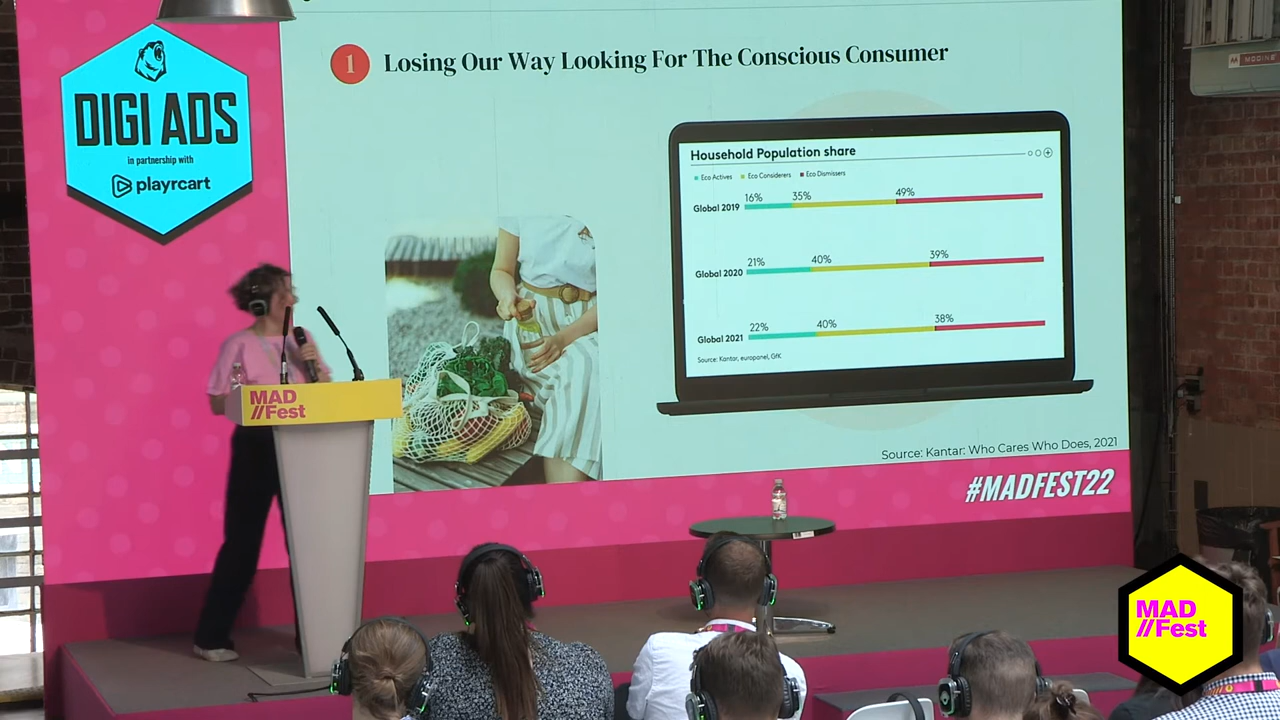 DIGI ADS
in partnership with
playrcart
1 Losing Our Way Looking For The Conscious Consumer
Household Population share
Eco Actives Eco Considerers Eco Dismissers
16% 35% 49%
Global 2019
21% 40% 39%
Global 2020
22% 40% 38%
Global 2021
Source: Kantar, europanel, GfK
Source: Kantar: Who Cares Who Does, 2021
#MADFEST22
MAD
//Fest
MAD
//Fest
MODINE